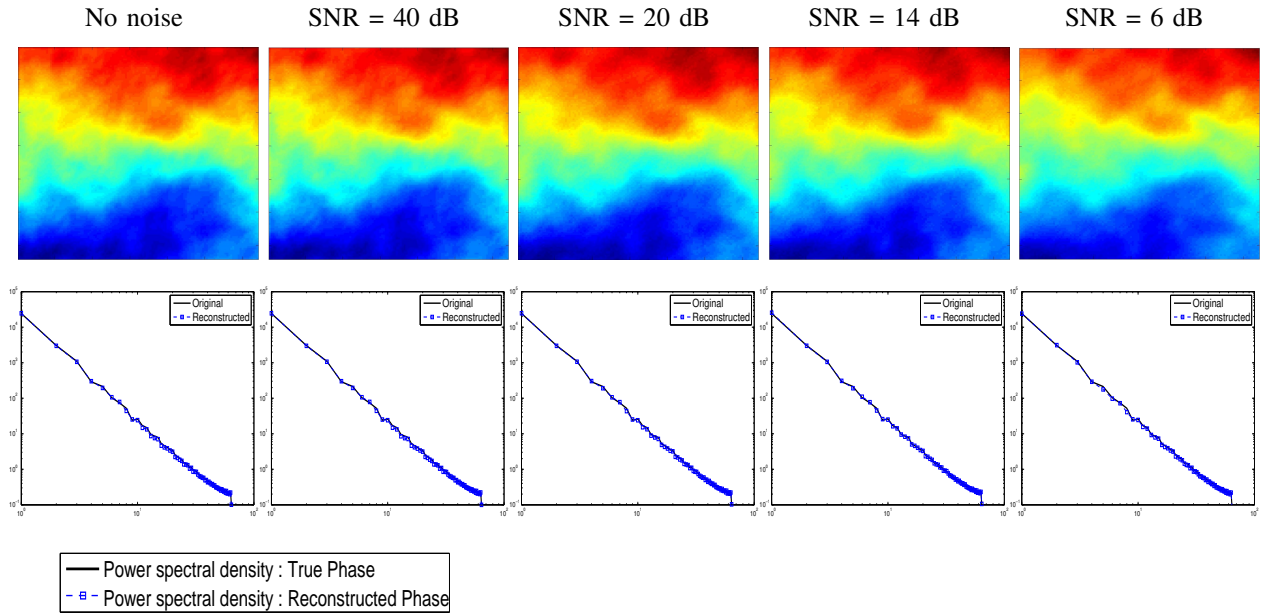 No noise SNR = 40 dB SNR = 20 dB SNR = 14 dB SNR = 6 dB
Original
Reconstructed
Original
Reconstructed
Original
Reconstructed
Original
Reconstructed
Original
Reconstructed
Power spectral density : True Phase
Power spectral density : Reconstructed Phase